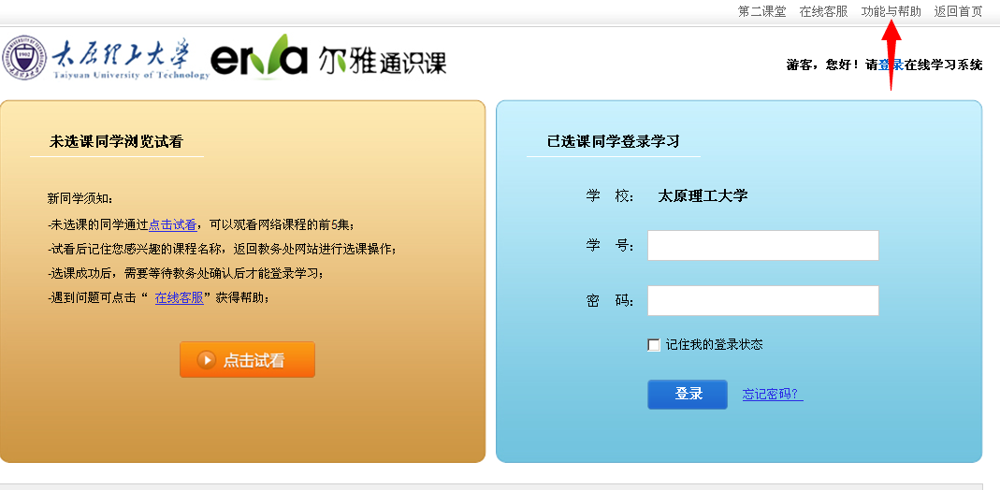 第二课堂 在线客服 功能与帮助 返回首页
太原理工大学
Taiyuan University of Technology
erya 尔雅通识课
游客，您好！请登录在线学习系统
未选课同学浏览试看
新同学须知：
-未选课的同学通过点击试看，可以观看网络课程的前5集；
-试看后记住您感兴趣的课程名称，返回教务处网站进行选课操作；
-选课成功后，需要等待教务处确认后才能登录学习；
-遇到问题可点击“ 在线客服”获得帮助；
点击试看
已选课同学登录学习
学 校： 太原理工大学
学 号：
密 码：
记住我的登录状态
登录 忘记密码？